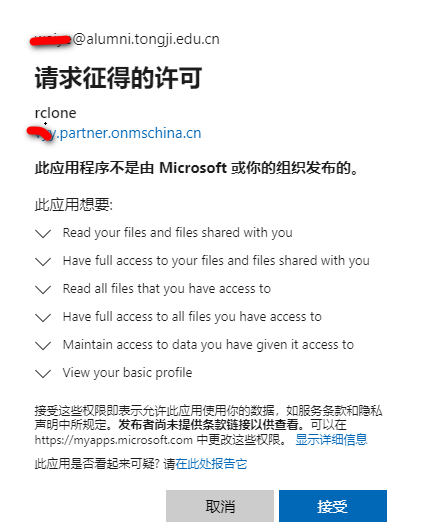 @alumni.tongji.edu.cn
请求征得的许可
rclone
.partner.onmschina.cn
此应用程序不是由 Microsoft 或你的组织发布的。
此应用想要:
Read your files and files shared with you
Have full access to your files and files shared with you
Read all files that you have access to
Have full access to all files you have access to
Maintain access to data you have given it access to
View your basic profile
接受这些权限即表示允许此应用使用你的数据，如服务条款和隐私
声明中所规定。发布者尚未提供条款链接以供查看。可以在
https://myapps.microsoft.com 中更改这些权限。 显示详细信息
此应用是否看起来可疑? 请在此处报告它
取消 接受